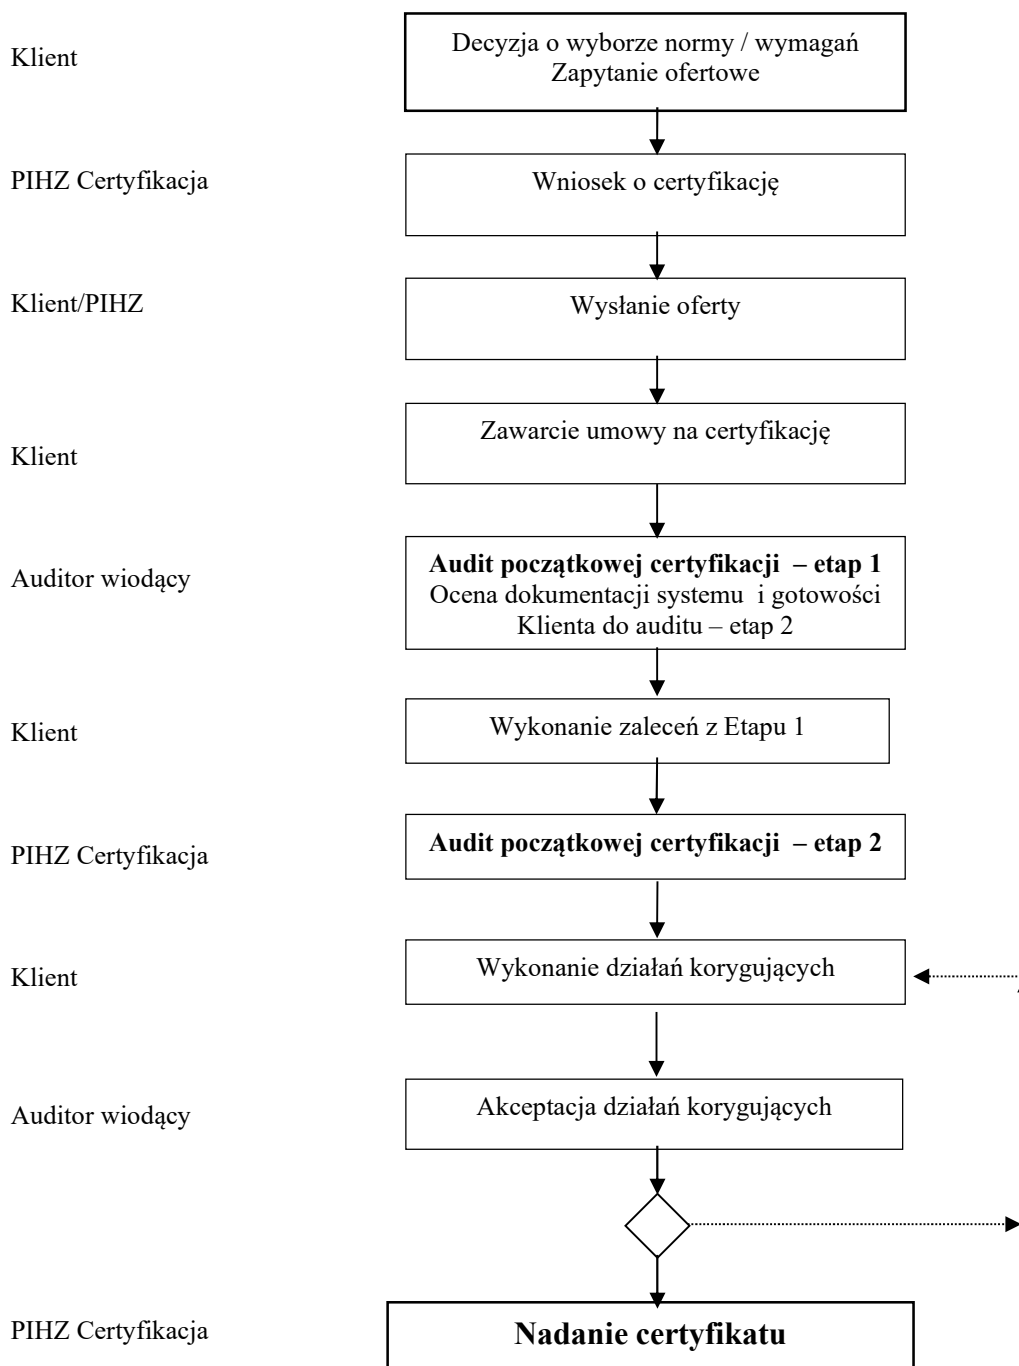 Klient
Decyzja o wyborze normy / wymagań
Zapytanie ofertowe
PIHZ Certyfikacja
Wniosek o certyfikację
Klient/PIHZ
Wysłanie oferty
Zawarcie umowy na certyfikację
Klient
Auditor wiodący
Audit początkowej certyfikacji – etap 1
Ocena dokumentacji systemu i gotowości
Klienta do auditu – etap 2
Klient
Wykonanie zaleceń z Etapu 1
PIHZ Certyfikacja
Audit początkowej certyfikacji – etap 2
Klient
Wykonanie działań korygujących
Auditor wiodący
Akceptacja działań korygujących
PIHZ Certyfikacja
Nadanie certyfikatu